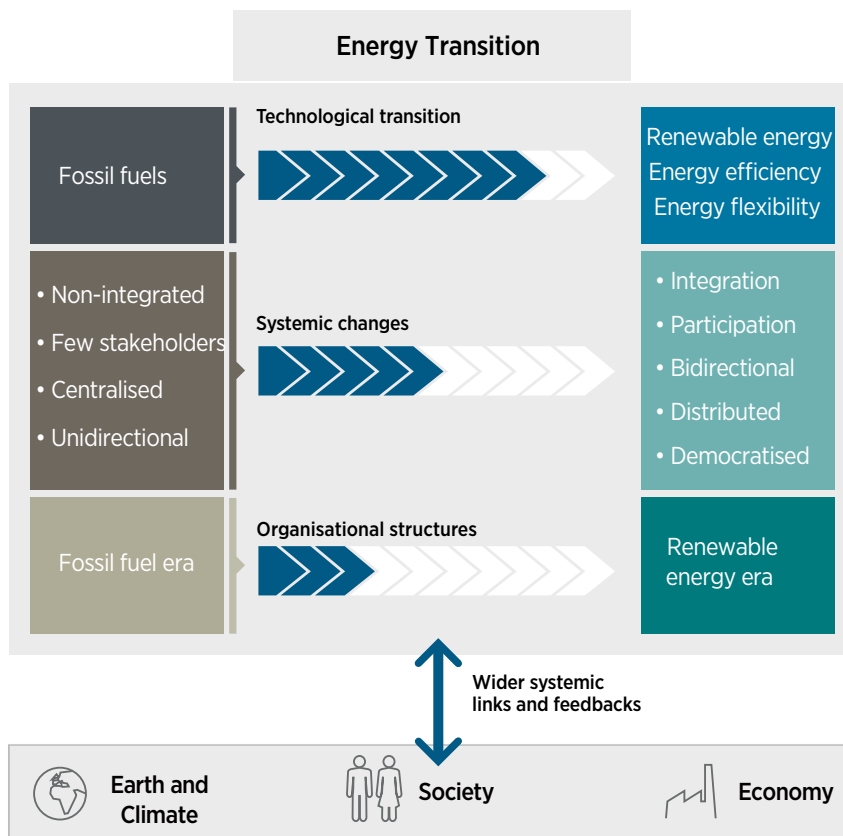 Energy Transition
Technological transition
Fossil fuels
Renewable energy
Energy efficiency
Energy flexibility
• Non-integrated
• Few stakeholders
• Centralised
• Unidirectional
Systemic changes
• Integration
• Participation
• Bidirectional
• Distributed
• Democratised
Organisational structures
Fossil fuel era
Renewable
energy era
Wider systemic
links and feedbacks
Earth and
Climate
Society
Economy